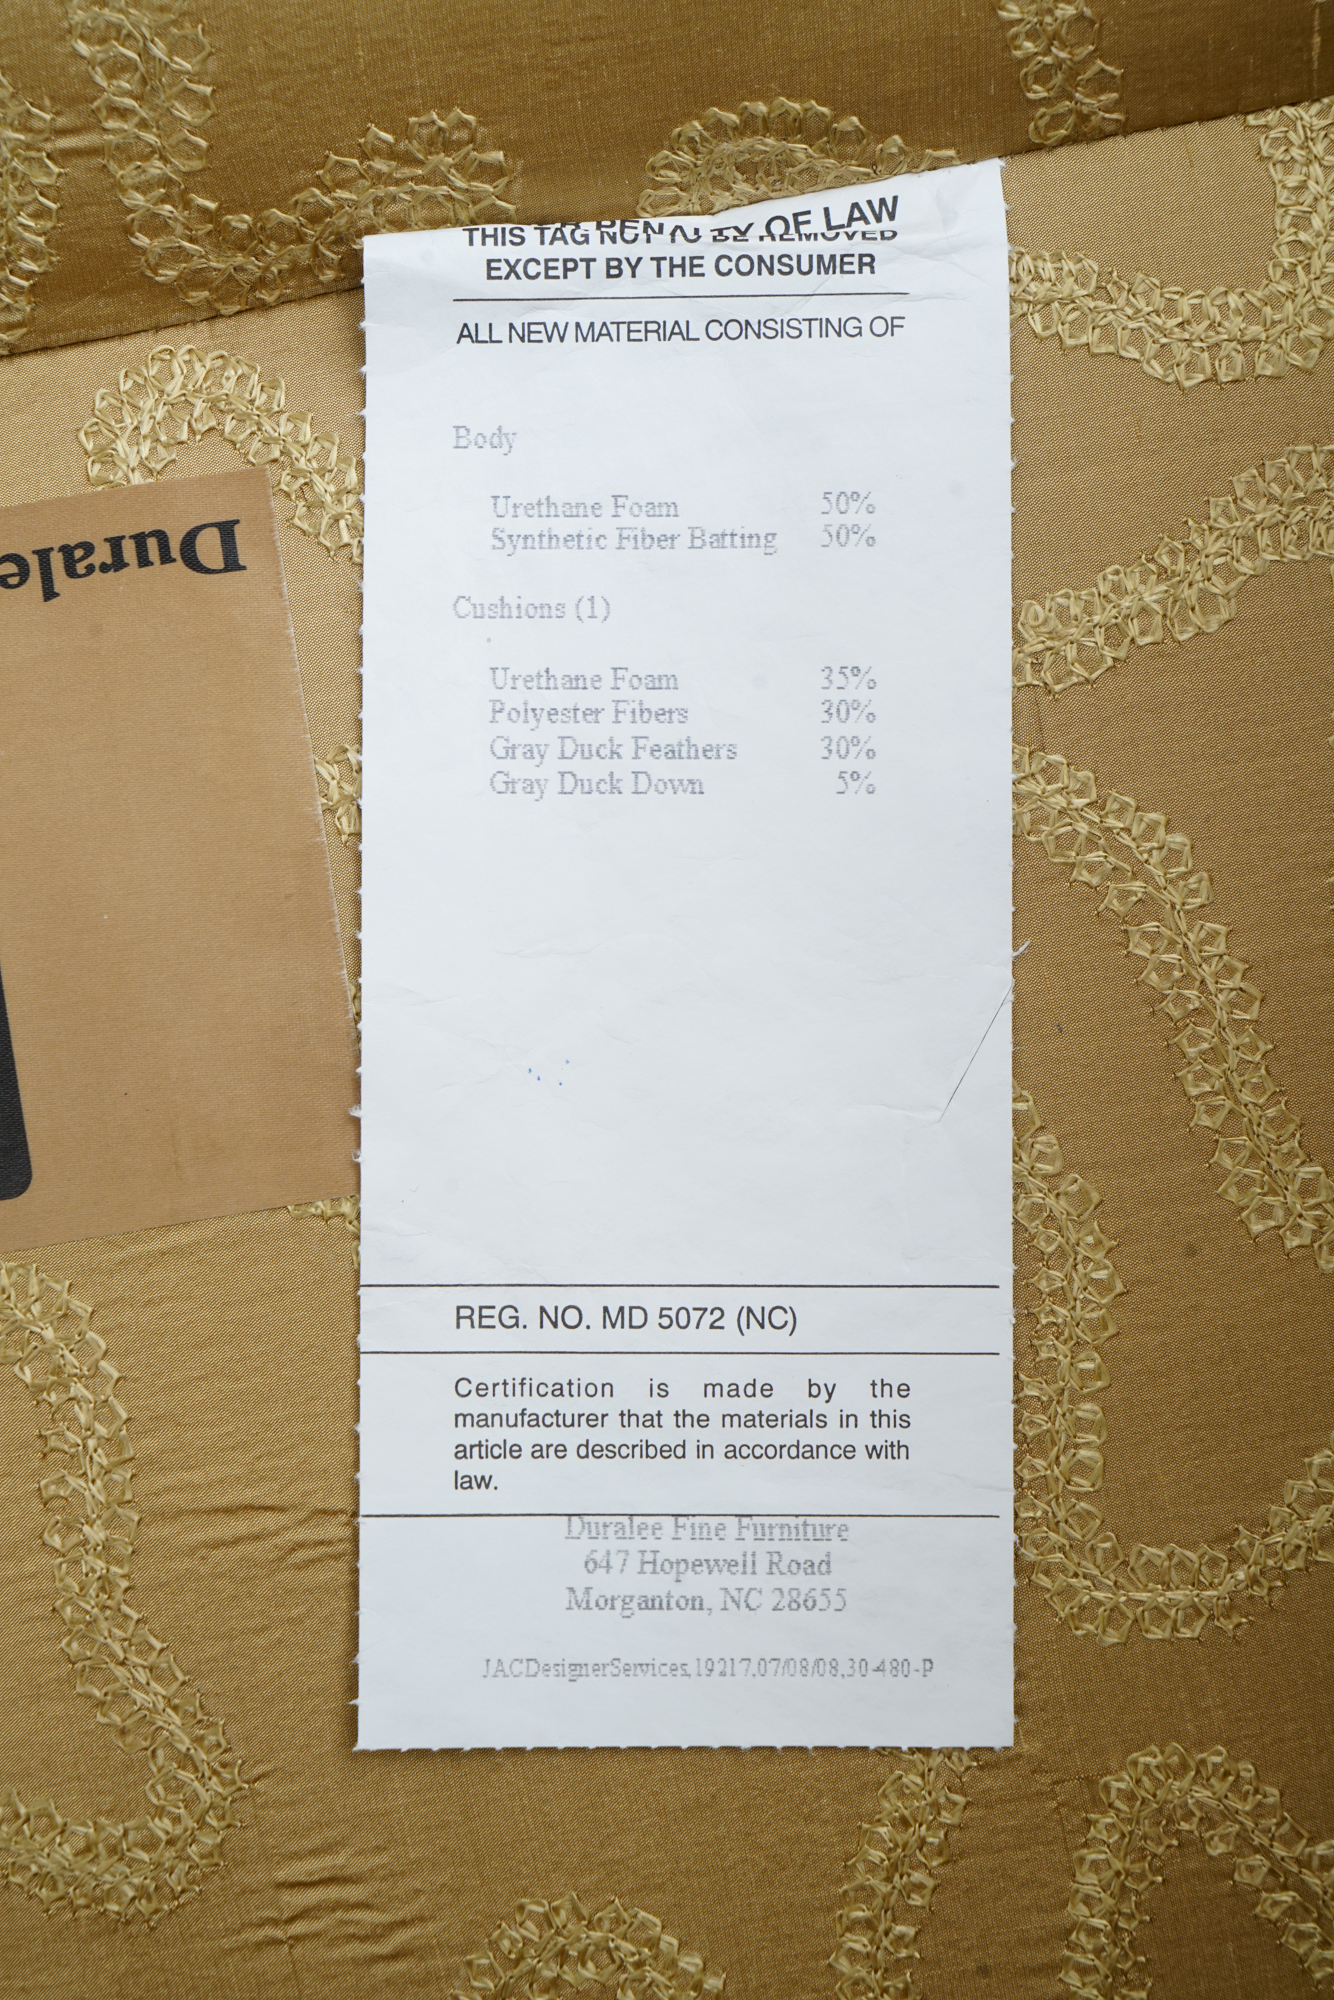 PENALTY OF LAW
THIS TAG NOT TO BE REMOVED
EXCEPT BY THE CONSUMER
ALL NEW MATERIAL CONSISTING OF
Body
Urethane Foam 50%
Synthetic Fiber Batting 50%
Cushions (1)
Urethane Foam 35%
Polyester Fibers 30%
Gray Duck Feathers 30%
Gray Duck Down 5%
REG. NO. MD 5072 (NC)
Certification is made by the
manufacturer that the materials in this
article are described in accordance with
law.
Duralee Fine Furniture
647 Hopewell Road
Morganton, NC 28655
JACDesignerServices,19217,07/08/08,30-480-P
Durale